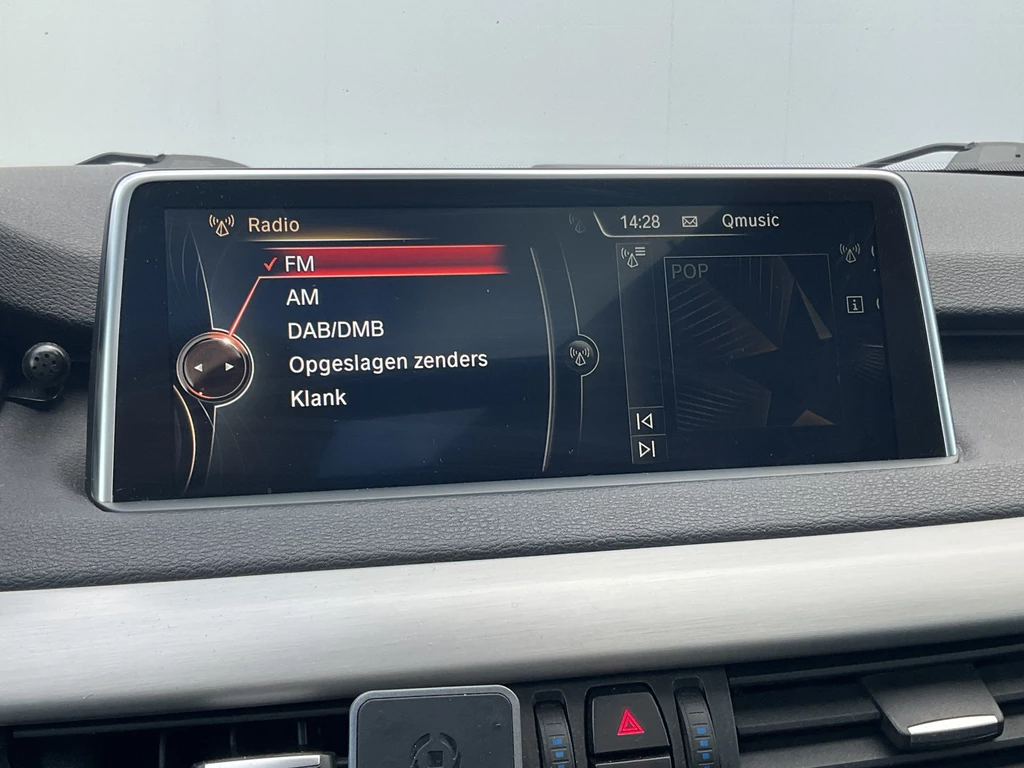 Radio
14:28 Qmusic
FM
AM
DAB/DMB
Opgeslagen zenders
Klank
POP